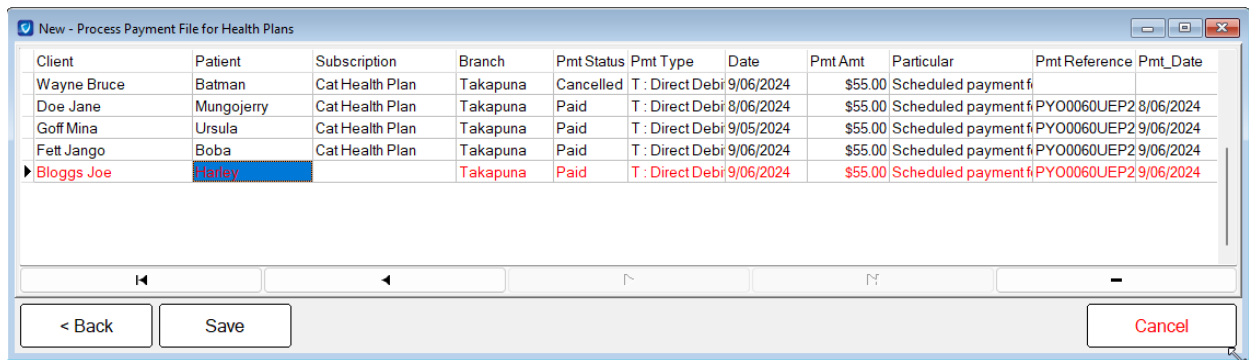 New - Process Payment File for Health Plans
Client Patient Subscription Branch Pmt Status Pmt Type Date Pmt Amt Particular Pmt Reference Pmt_Date
Wayne Bruce Batman Cat Health Plan Takapuna Cancelled T : Direct Debi 9/06/2024 $55.00 Scheduled payment f
Doe Jane Mungojerry Cat Health Plan Takapuna Paid T : Direct Debi 8/06/2024 $55.00 Scheduled payment f PYO0060UEP2 8/06/2024
Goff Mina Ursula Cat Health Plan Takapuna Paid T : Direct Debi 9/05/2024 $55.00 Scheduled payment f PYO0060UEP2 9/06/2024
Fett Jango Boba Cat Health Plan Takapuna Paid T : Direct Debi 9/06/2024 $55.00 Scheduled payment f PYO0060UEP2 9/06/2024
Bloggs Joe Harley Takapuna Paid T : Direct Debi 9/06/2024 $55.00 Scheduled payment f PYO0060UEP2 9/06/2024
< Back Save Cancel